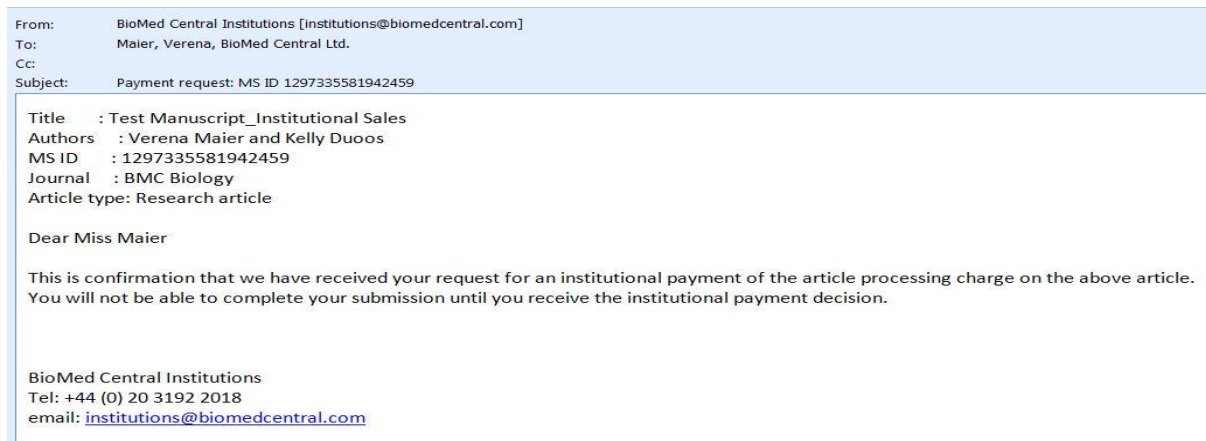 From: BioMed Central Institutions [institutions@biomedcentral.com]
To: Maier, Verena, BioMed Central Ltd.
Cc:
Subject: Payment request: MS ID 1297335581942459
Title : Test Manuscript_Institutional Sales
Authors : Verena Maier and Kelly Duoos
MS ID : 1297335581942459
Journal : BMC Biology
Article type: Research article
Dear Miss Maier
This is confirmation that we have received your request for an institutional payment of the article processing charge on the above article.
You will not be able to complete your submission until you receive the institutional payment decision.
BioMed Central Institutions
Tel: +44 (0) 20 3192 2018
email: institutions@biomedcentral.com